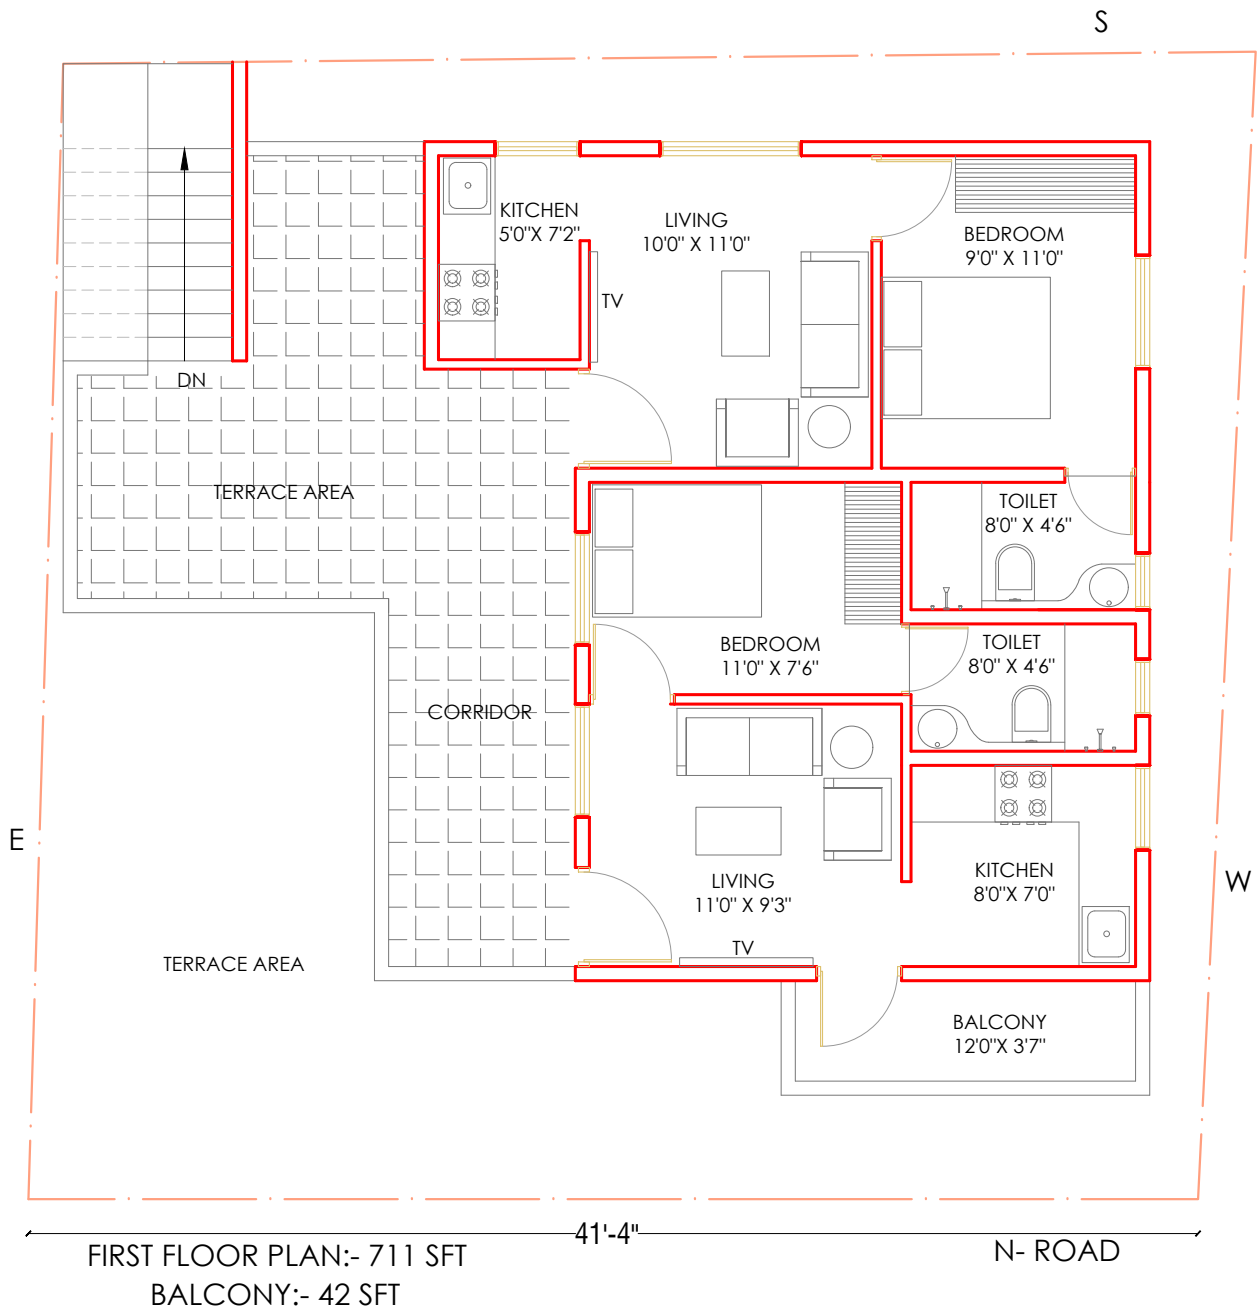 S
KITCHEN
5'0"X 7'2"
LIVING
10'0" X 11'0"
BEDROOM
9'0" X 11'0"
TV
DN
TERRACE AREA
TOILET
8'0" X 4'6"
BEDROOM
11'0" X 7'6"
TOILET
8'0" X 4'6"
CORRIDOR
E
W
KITCHEN
8'0"X 7'0"
LIVING
11'0" X 9'3"
TV
TERRACE AREA
BALCONY
12'0"X 3'7"
41'-4"
FIRST FLOOR PLAN:- 711 SFT
BALCONY:- 42 SFT
N- ROAD